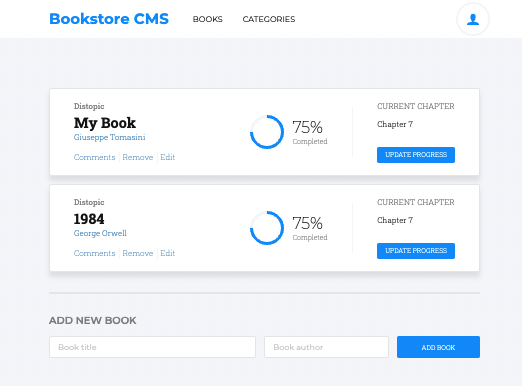 Bookstore CMS BOOKS CATEGORIES
Distopic
My Book
Giuseppe Tomasini
Comments Remove Edit
75%
Completed
CURRENT CHAPTER
Chapter 7
UPDATE PROGRESS
Distopic
1984
George Orwell
Comments Remove Edit
75%
Completed
CURRENT CHAPTER
Chapter 7
UPDATE PROGRESS
ADD NEW BOOK
Book title
Book author
ADD BOOK